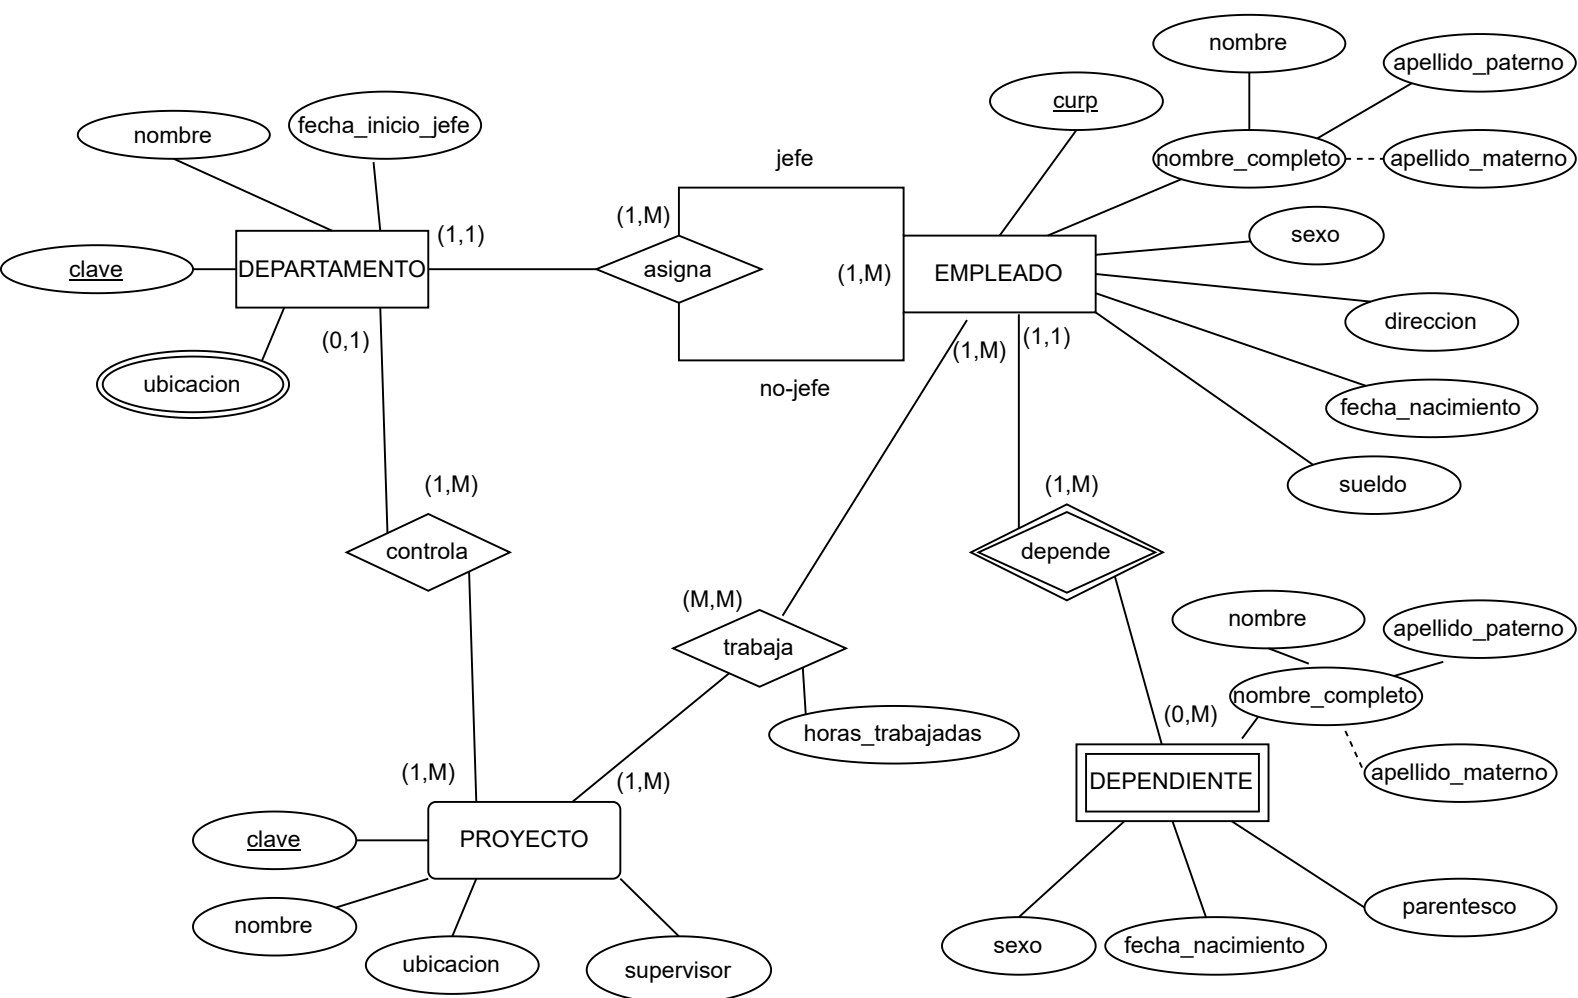 nombre
apellido_paterno
curp
fecha_inicio_jefe
nombre
jefe
nombre_completo
apellido_materno
(1,M)
(1,1)
sexo
clave
DEPARTAMENTO
asigna
(1,M)
EMPLEADO
direccion
(0,1)
(1,M)
(1,1)
ubicacion
no-jefe
fecha_nacimiento
(1,M)
(1,M)
sueldo
controla
depende
(M,M)
nombre
apellido_paterno
trabaja
nombre_completo
(0,M)
horas_trabajadas
(1,M)
(1,M)
apellido_materno
DEPENDIENTE
clave
PROYECTO
parentesco
nombre
sexo
fecha_nacimiento
ubicacion
supervisor